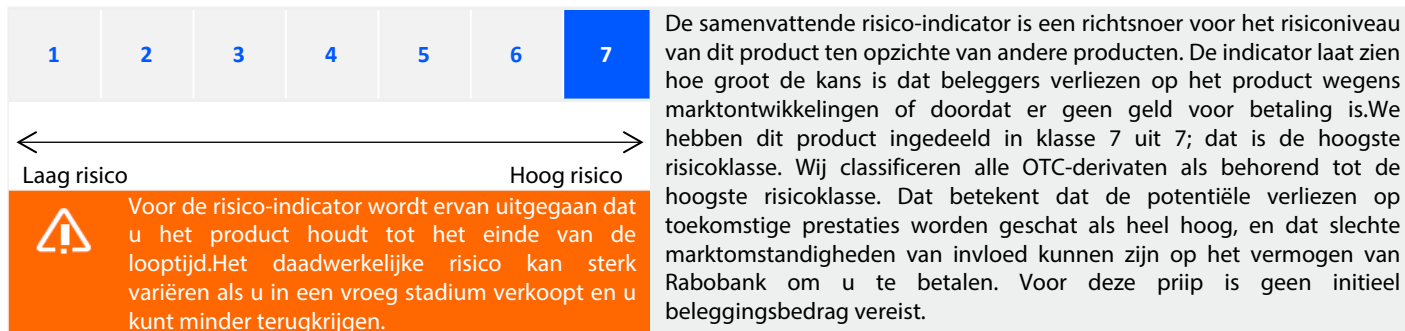 1 2 3 4 5 6 7
Laag risico Hoog risico
Voor de risico-indicator wordt ervan uitgegaan dat
u het product houdt tot het einde van de
looptijd.Het daadwerkelijke risico kan sterk
variëren als u in een vroeg stadium verkoopt en u
kunt minder terugkrijgen.
De samenvattende risico-indicator is een richtsnoer voor het risiconiveau
van dit product ten opzichte van andere producten. De indicator laat zien
hoe groot de kans is dat beleggers verliezen op het product wegens
marktontwikkelingen of doordat er geen geld voor betaling is.We
hebben dit product ingedeeld in klasse 7 uit 7; dat is de hoogste
risicoklasse. Wij classificeren alle OTC-derivaten als behorend tot de
hoogste risicoklasse. Dat betekent dat de potentiële verliezen op
toekomstige prestaties worden geschat als heel hoog, en dat slechte
marktomstandigheden van invloed kunnen zijn op het vermogen van
Rabobank om u te betalen. Voor deze priip is geen initieel
beleggingsbedrag vereist.